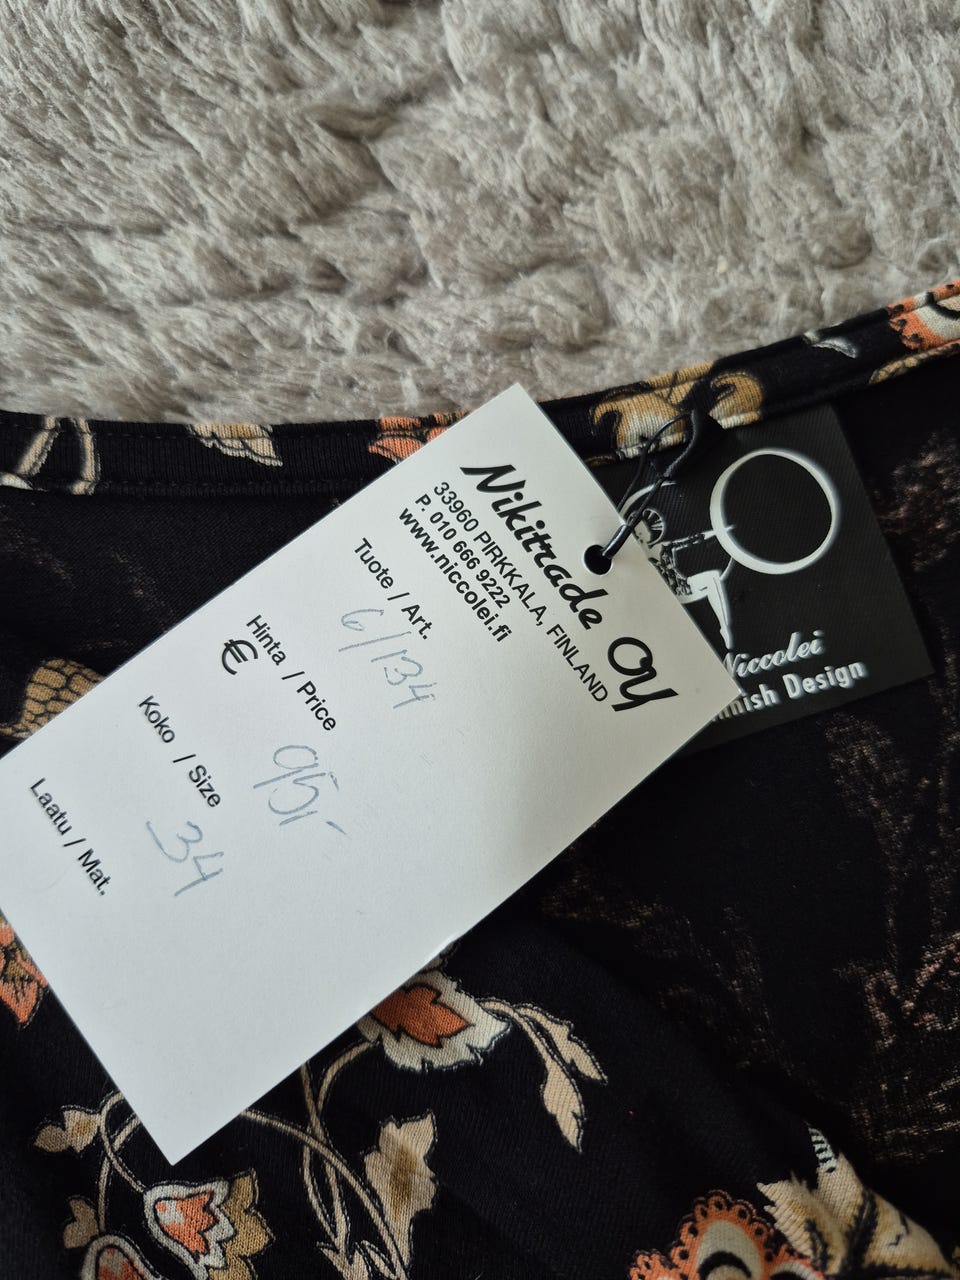 Nikitrade Oy
33960 PIRKKALA, FINLAND
P. 010 666 9222
www.niccolei.fi
Tuote / Art. 6/134
Hinta / Price 95,-
€
Koko / Size 34
Laatu / Mat.
Niccolei
Design